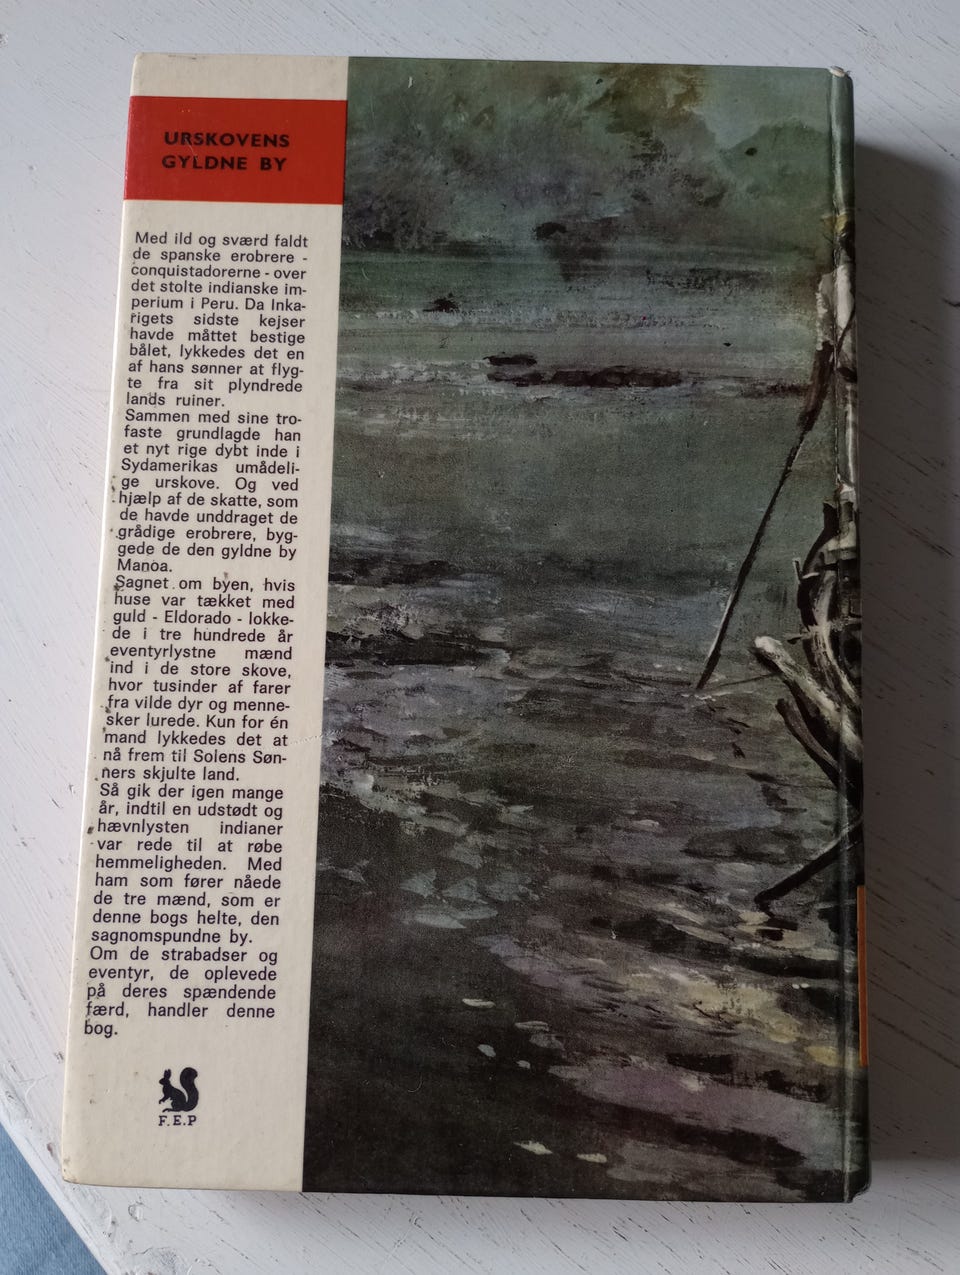 URSKOVENS
GYLDNE BY
Med ild og sværd faldt
de spanske erobrere -
conquistadorerne - over
det stolte indianske im-
perium i Peru. Da Inka-
rigets sidste kejser
havde måttet bestige
bålet, lykkedes det en
af hans sønner at flyg-
te fra sit plyndrede
lands ruiner.
Sammen med sine tro-
faste grundlagde han
et nyt rige dybt inde i
Sydamerikas umådeli-
ge urskove. Og ved
hjælp af de skatte, som
de havde unddraget de
grådige erobrere, byg-
gede de den gyldne by
Manoa.
Sagnet om byen, hvis
huse var tækket med
guld - Eldorado - lokke-
de i tre hundrede år
eventyrlystne mænd
ind i de store skove,
hvor tusinder af farer
fra vilde dyr og menne-
sker lurede. Kun for én
mand lykkedes det at
nå frem til Solens Søn-
ners skjulte land.
Så gik der igen mange
år, indtil en udstødt og
hævnlysten indianer
var rede til at røbe
hemmeligheden. Med
ham som fører nåede
de tre mænd, som er
denne bogs helte, den
sagnomspundne by.
Om de strabadser og
eventyr, de oplevede
på deres spændende
færd, handler denne
bog.
F.E.P